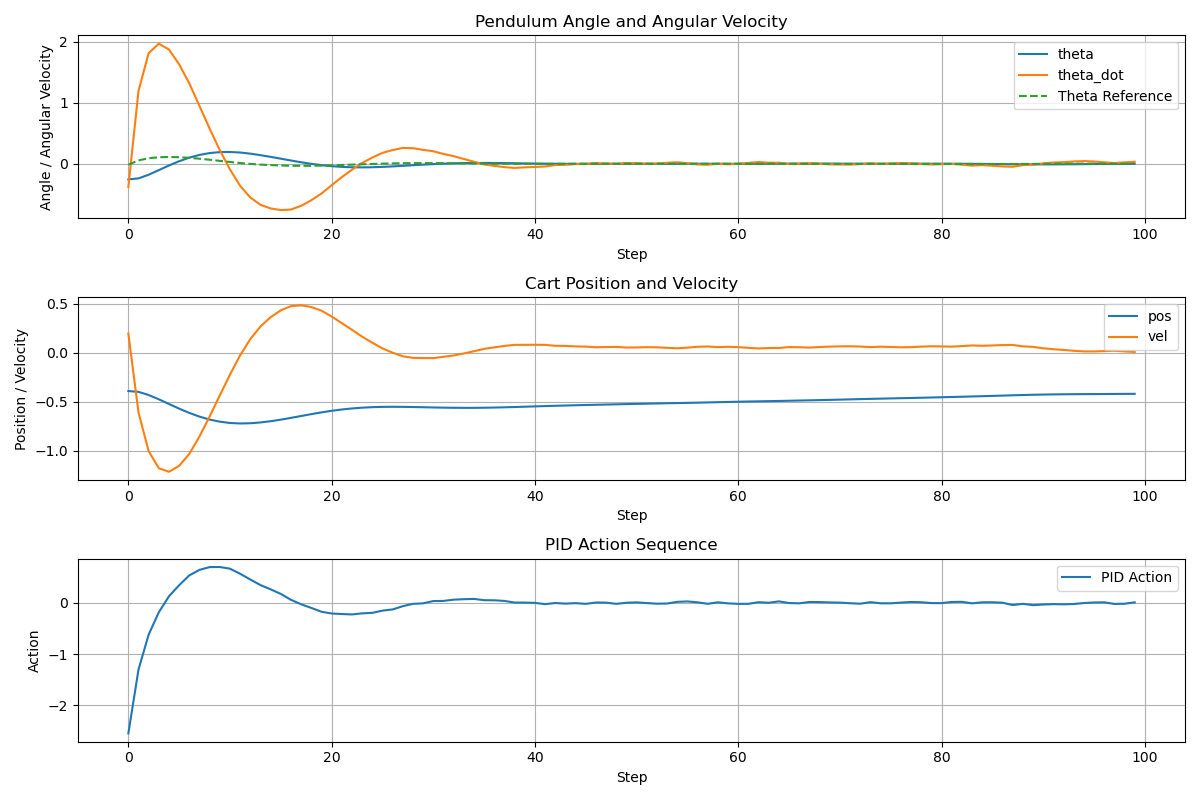 Pendulum Angle and Angular Velocity
Angle / Angular Velocity
2
1
0
theta
theta_dot
Theta Reference
0
20
40
60
80
100
Step
Cart Position and Velocity
Position / Velocity
0.5
0.0
−0.5
−1.0
pos
vel
0
20
40
60
80
100
Step
PID Action Sequence
Action
0
−1
−2
PID Action
0
20
40
60
80
100
Step